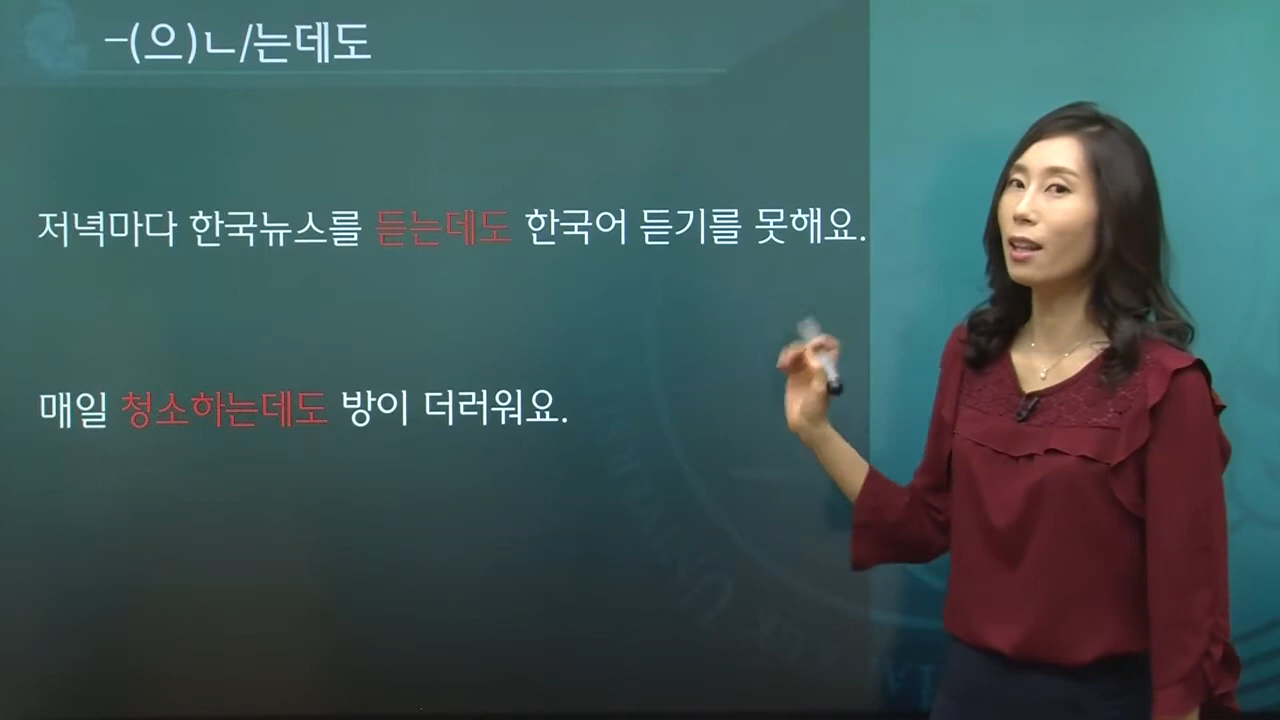 -(으)ㄴ/는데도
저녁마다 한국뉴스를 듣는데도 한국어 듣기를 못해요.
매일 청소하는데도 방이 더러워요.